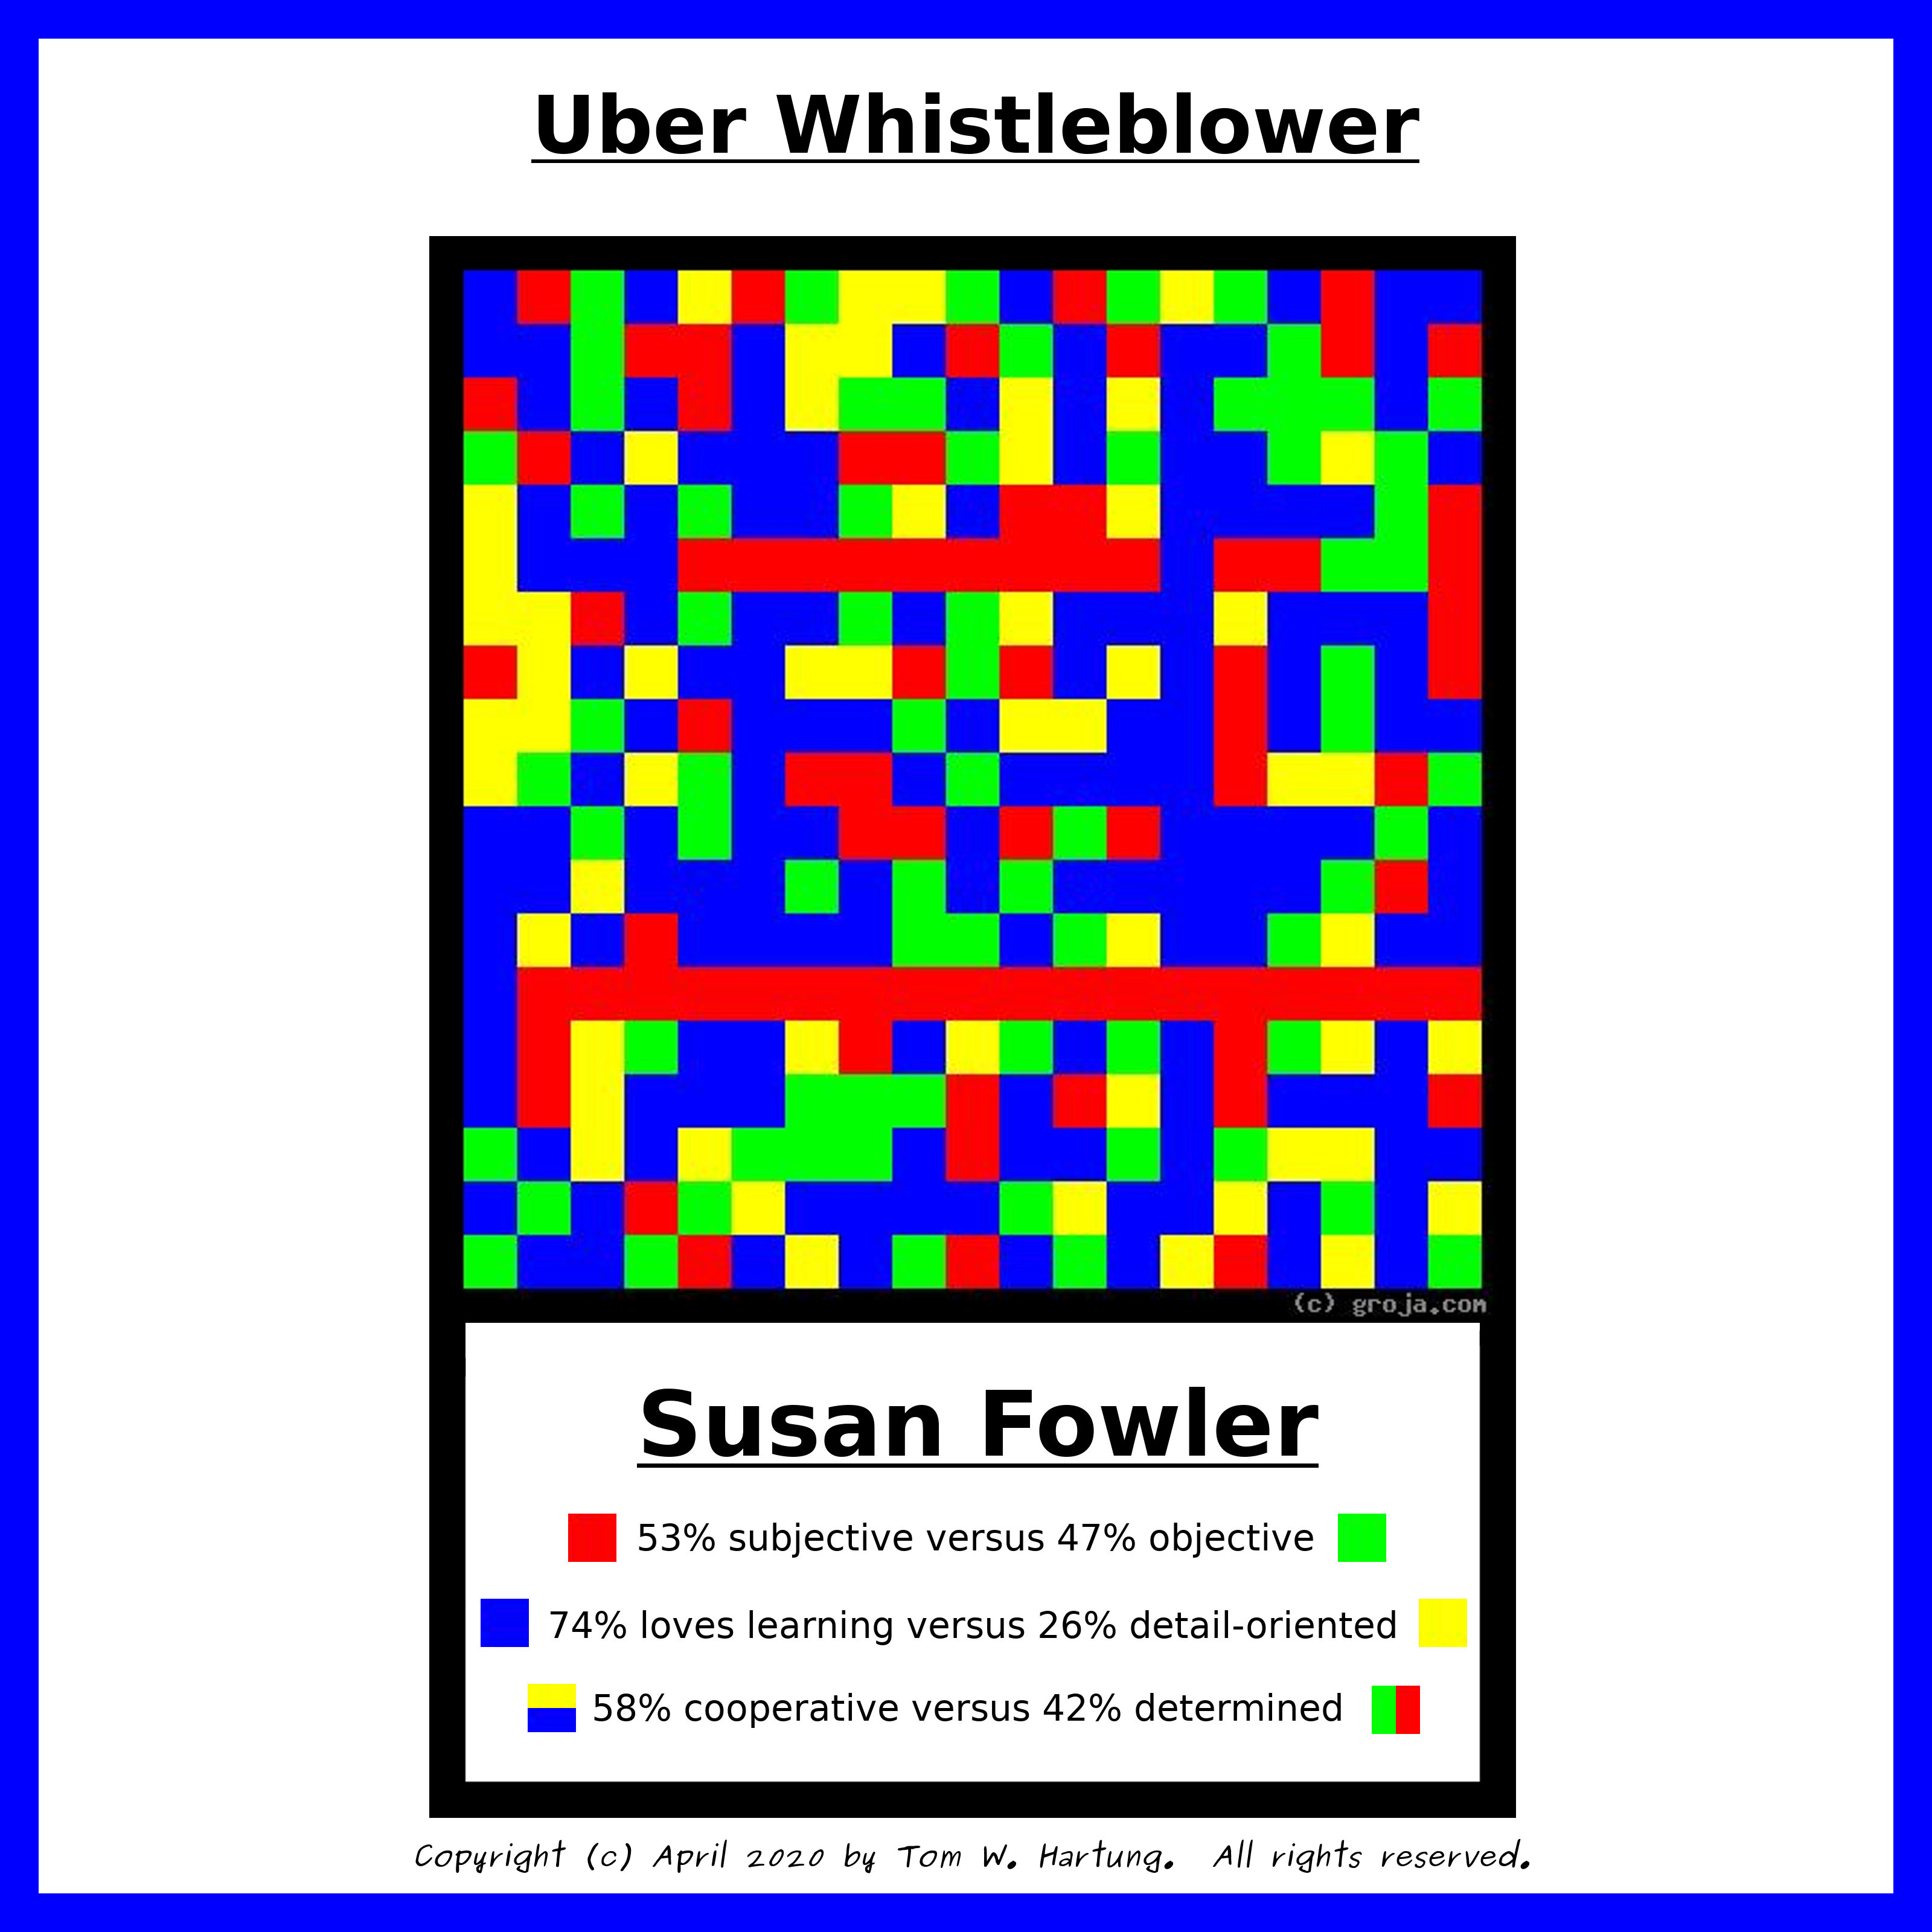 Uber Whistleblower
(c) groja.com
Susan Fowler
53% subjective versus 47% objective
74% loves learning versus 26% detail-oriented
58% cooperative versus 42% determined
Copyright (c) April 2020 by Tom W. Hartung. All rights reserved.